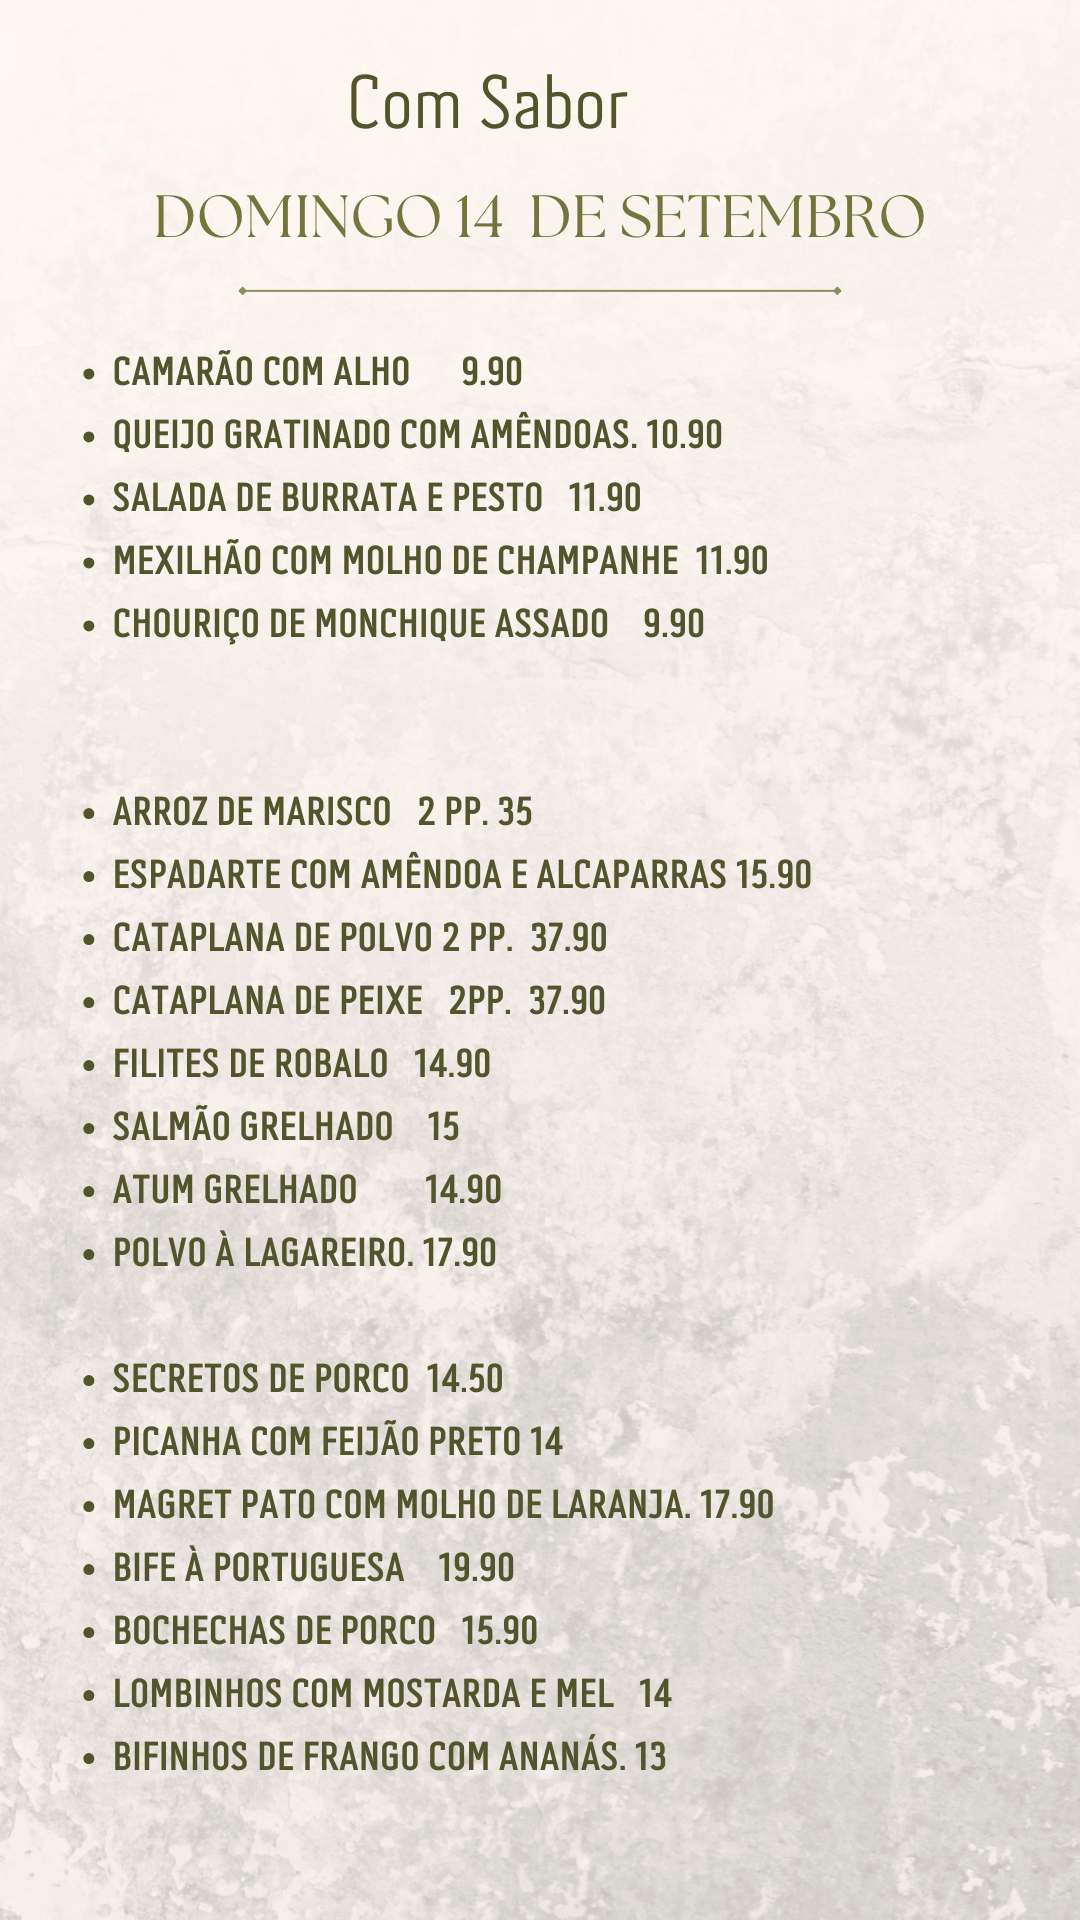 Com Sabor
DOMINGO 14 DE SETEMBRO
• CAMARÃO COM ALHO 9.90
• QUEIJO GRATINADO COM AMÊNDOAS. 10.90
• SALADA DE BURRATA E PESTO 11.90
• MEXILHÃO COM MOLHO DE CHAMPANHE 11.90
• CHOURIÇO DE MONCHIQUE ASSADO 9.90
• ARROZ DE MARISCO 2 PP. 35
• ESPADARTE COM AMÊNDOA E ALCAPARRAS 15.90
• CATAPLANA DE POLVO 2 PP. 37.90
• CATAPLANA DE PEIXE 2PP. 37.90
• FILITES DE ROBALO 14.90
• SALMÃO GRELHADO 15
• ATUM GRELHADO 14.90
• POLVO À LAGAREIRO. 17.90
• SECRETOS DE PORCO 14.50
• PICANHA COM FEIJÃO PRETO 14
• MAGRET PATO COM MOLHO DE LARANJA. 17.90
• BIFE À PORTUGUESA 19.90
• BOCHECHAS DE PORCO 15.90
• LOMBINHOS COM MOSTARDA E MEL 14
• BIFINHOS DE FRANGO COM ANANÁS. 13